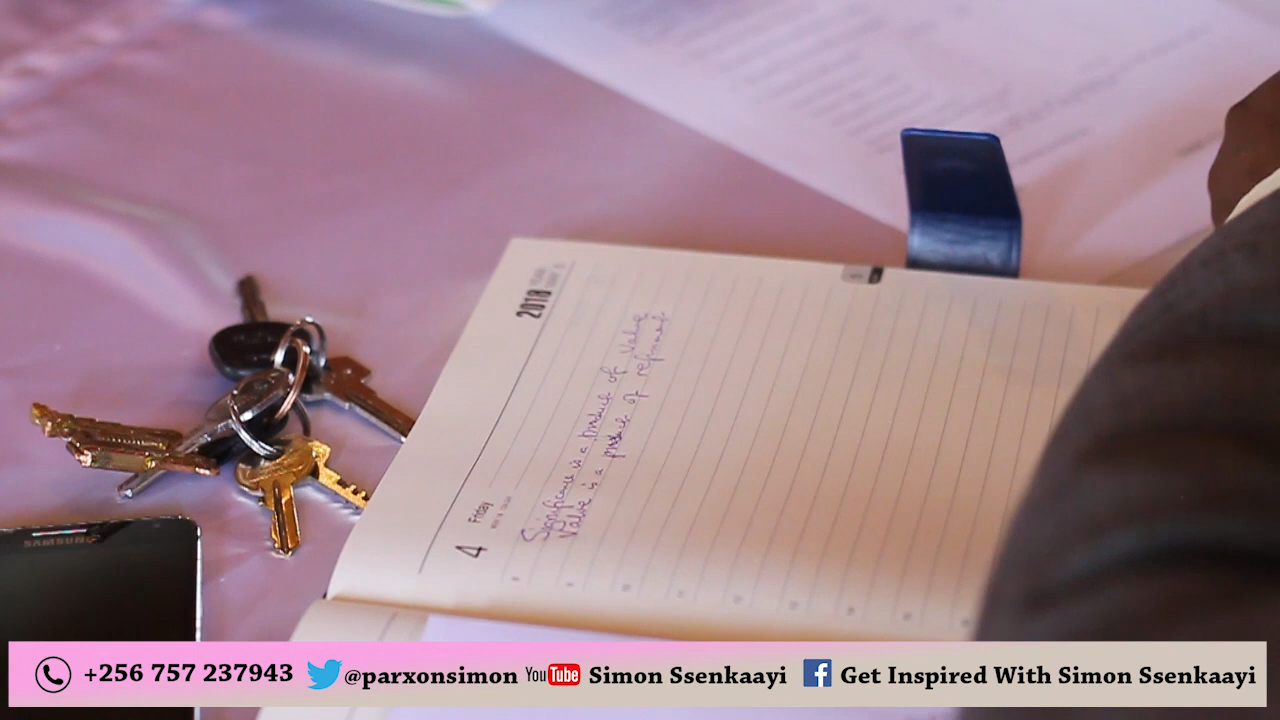 2018
4 Friday
Significance is a product of Value
Value is a product of refinement
SAMSUNG
+256 757 237943 @parxonsimon YouTube Simon Ssenkaayi Get Inspired With Simon Ssenkaayi